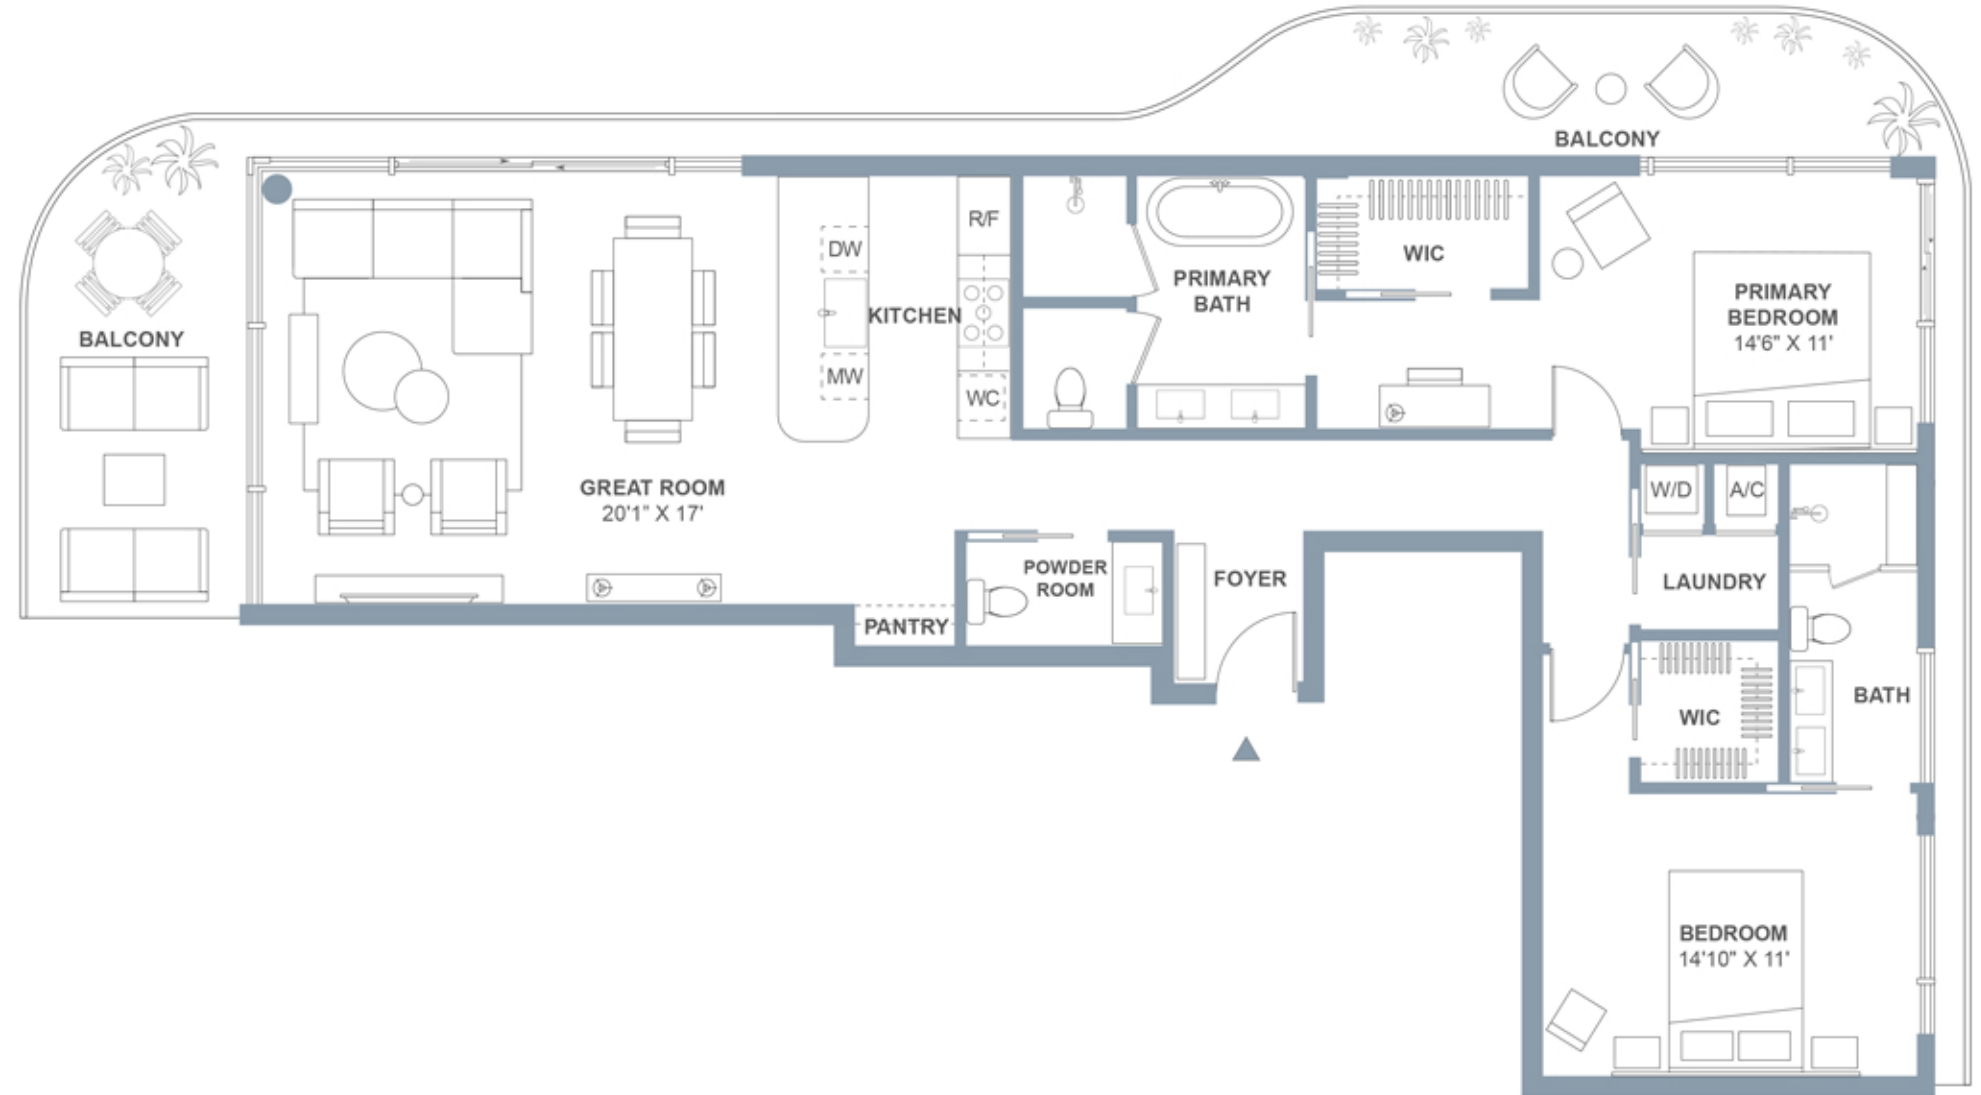 BALCONY
DW
R/F
PRIMARY
BATH
WIC
PRIMARY
BEDROOM
14'6" X 11'
KITCHEN
BALCONY
MW
WC
GREAT ROOM
20'1" X 17'
W/D
A/C
POWDER
ROOM
FOYER
LAUNDRY
PANTRY
BATH
WIC
BEDROOM
14'10" X 11'